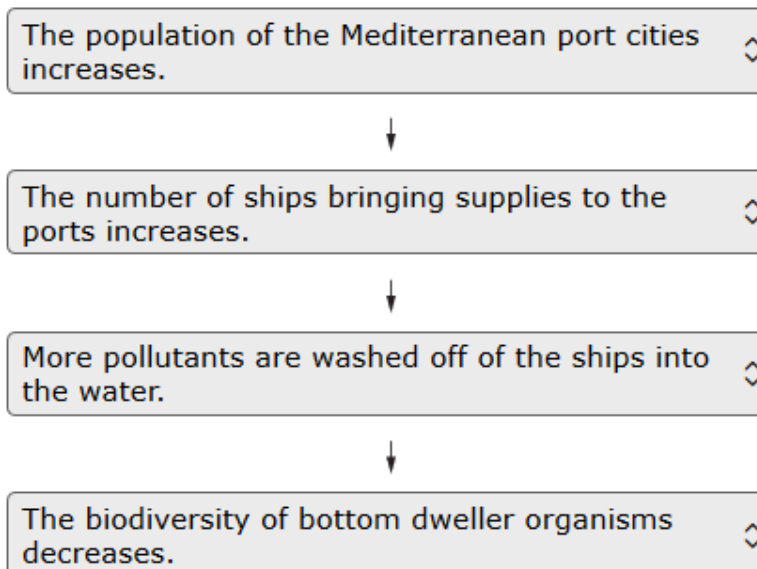 The population of the Mediterranean port cities
increases.
The number of ships bringing supplies to the
ports increases.
More pollutants are washed off of the ships into
the water.
The biodiversity of bottom dweller organisms
decreases.